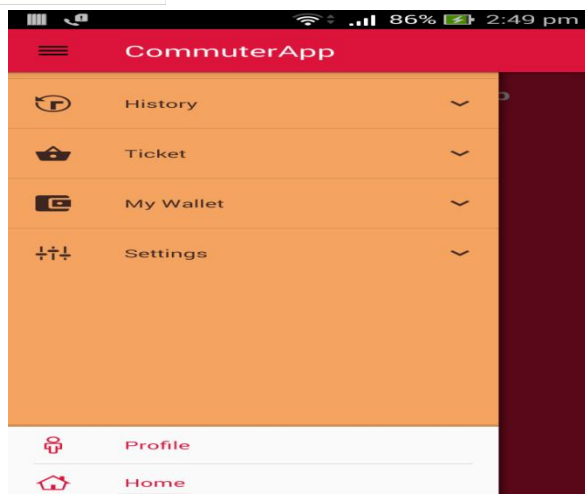 86% 2:49 pm
CommuterApp
History
Ticket
My Wallet
Settings
Profile
Home